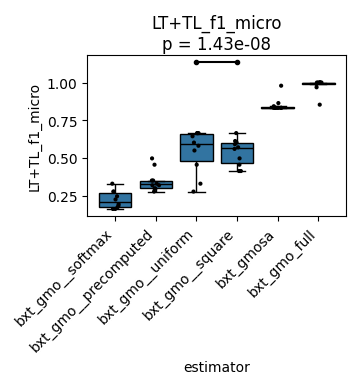 LT+TL_f1_micro
p = 1.43e-08
LT+TL_f1_micro
1.00
0.75
0.50
0.25
bxt_gmo__softmax
bxt_gmo__precomputed
bxt_gmo__uniform
bxt_gmo__square
bxt_gmosa
bxt_gmo_full
estimator